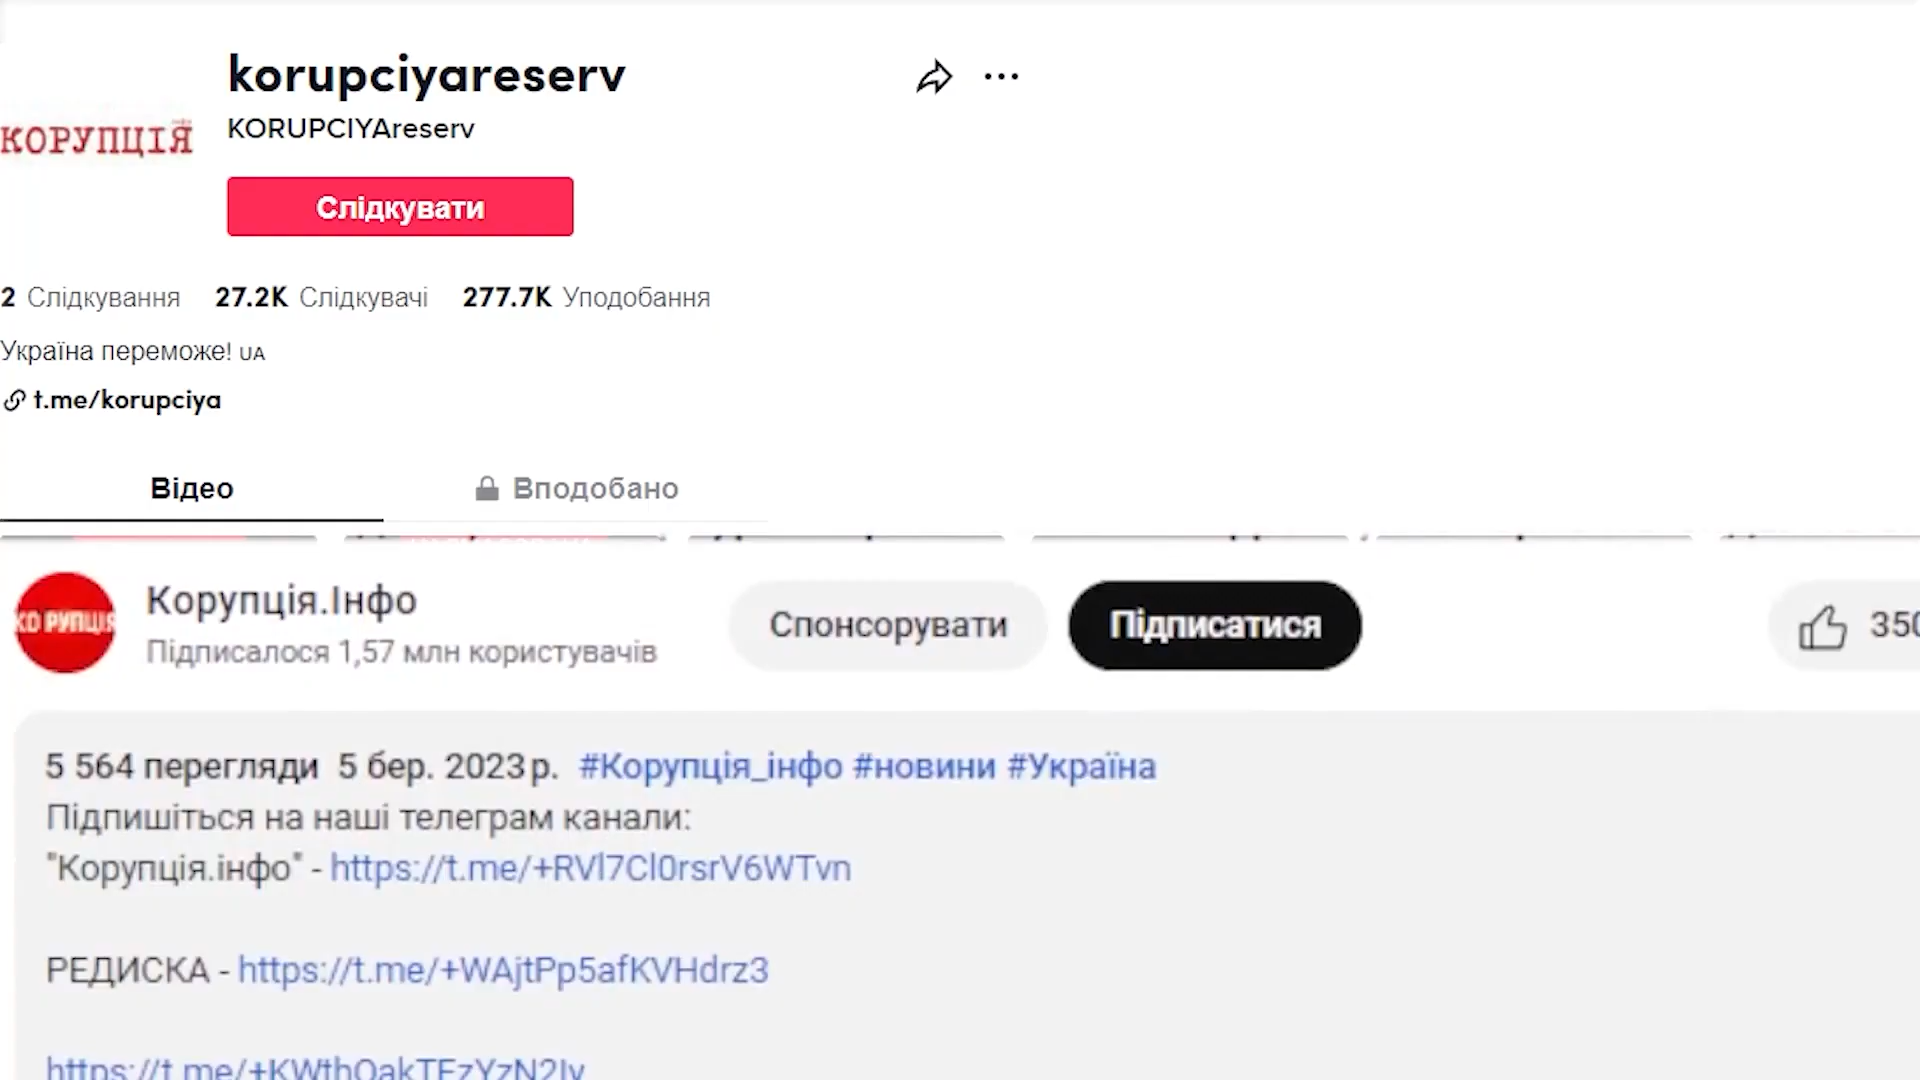 korupciyareserv
KORUPCIYAreserv
КОРУПЦІЯ
Слідкувати
2 Слідкування 27.2K Слідкувачі 277.7K Уподобання
Україна переможе! UA
t.me/korupciya
Відео Вподобано
КО РУПЦІЯ
Корупція.Інфо
Підписалося 1,57 млн користувачів
Спонсорувати
Підписатися
350
5 564 перегляди 5 бер. 2023 р. #Корупція_інфо #новини #Україна
Підпишіться на наші телеграм канали:
"Корупція.інфо" - https://t.me/+RVl7Cl0rsrV6WTvn
РЕДИСКА - https://t.me/+WAjtPp5afKVHdrz3